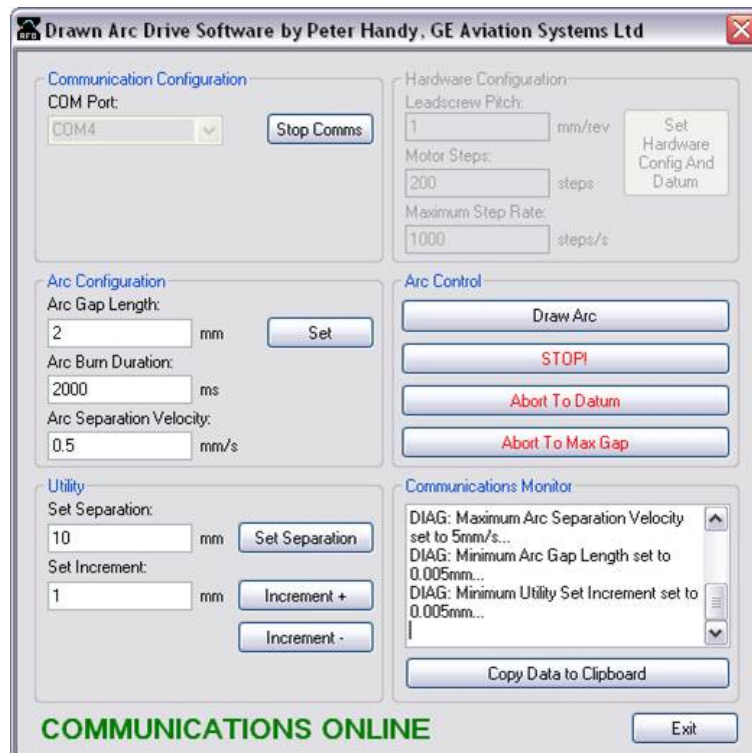 Drawn Arc Drive Software by Peter Handy, GE Aviation Systems Ltd
Communication Configuration
COM Port:
COM4
Stop Comms
Hardware Configuration
Leadscrew Pitch:
1 mm/rev
Motor Steps:
200 steps
Maximum Step Rate:
1000 steps/s
Set
Hardware
Config And
Datum
Arc Configuration
Arc Gap Length:
2 mm Set
Arc Burn Duration:
2000 ms
Arc Separation Velocity:
0.5 mm/s
Arc Control
Draw Arc
STOP!
Abort To Datum
Abort To Max Gap
Utility
Set Separation:
10 mm Set Separation
Set Increment:
1 mm Increment +
Increment -
Communications Monitor
DIAG: Maximum Arc Separation Velocity
set to 5mm/s...
DIAG: Minimum Arc Gap Length set to
0.005mm...
DIAG: Minimum Utility Set Increment set to
0.005mm...
Copy Data to Clipboard
COMMUNICATIONS ONLINE
Exit